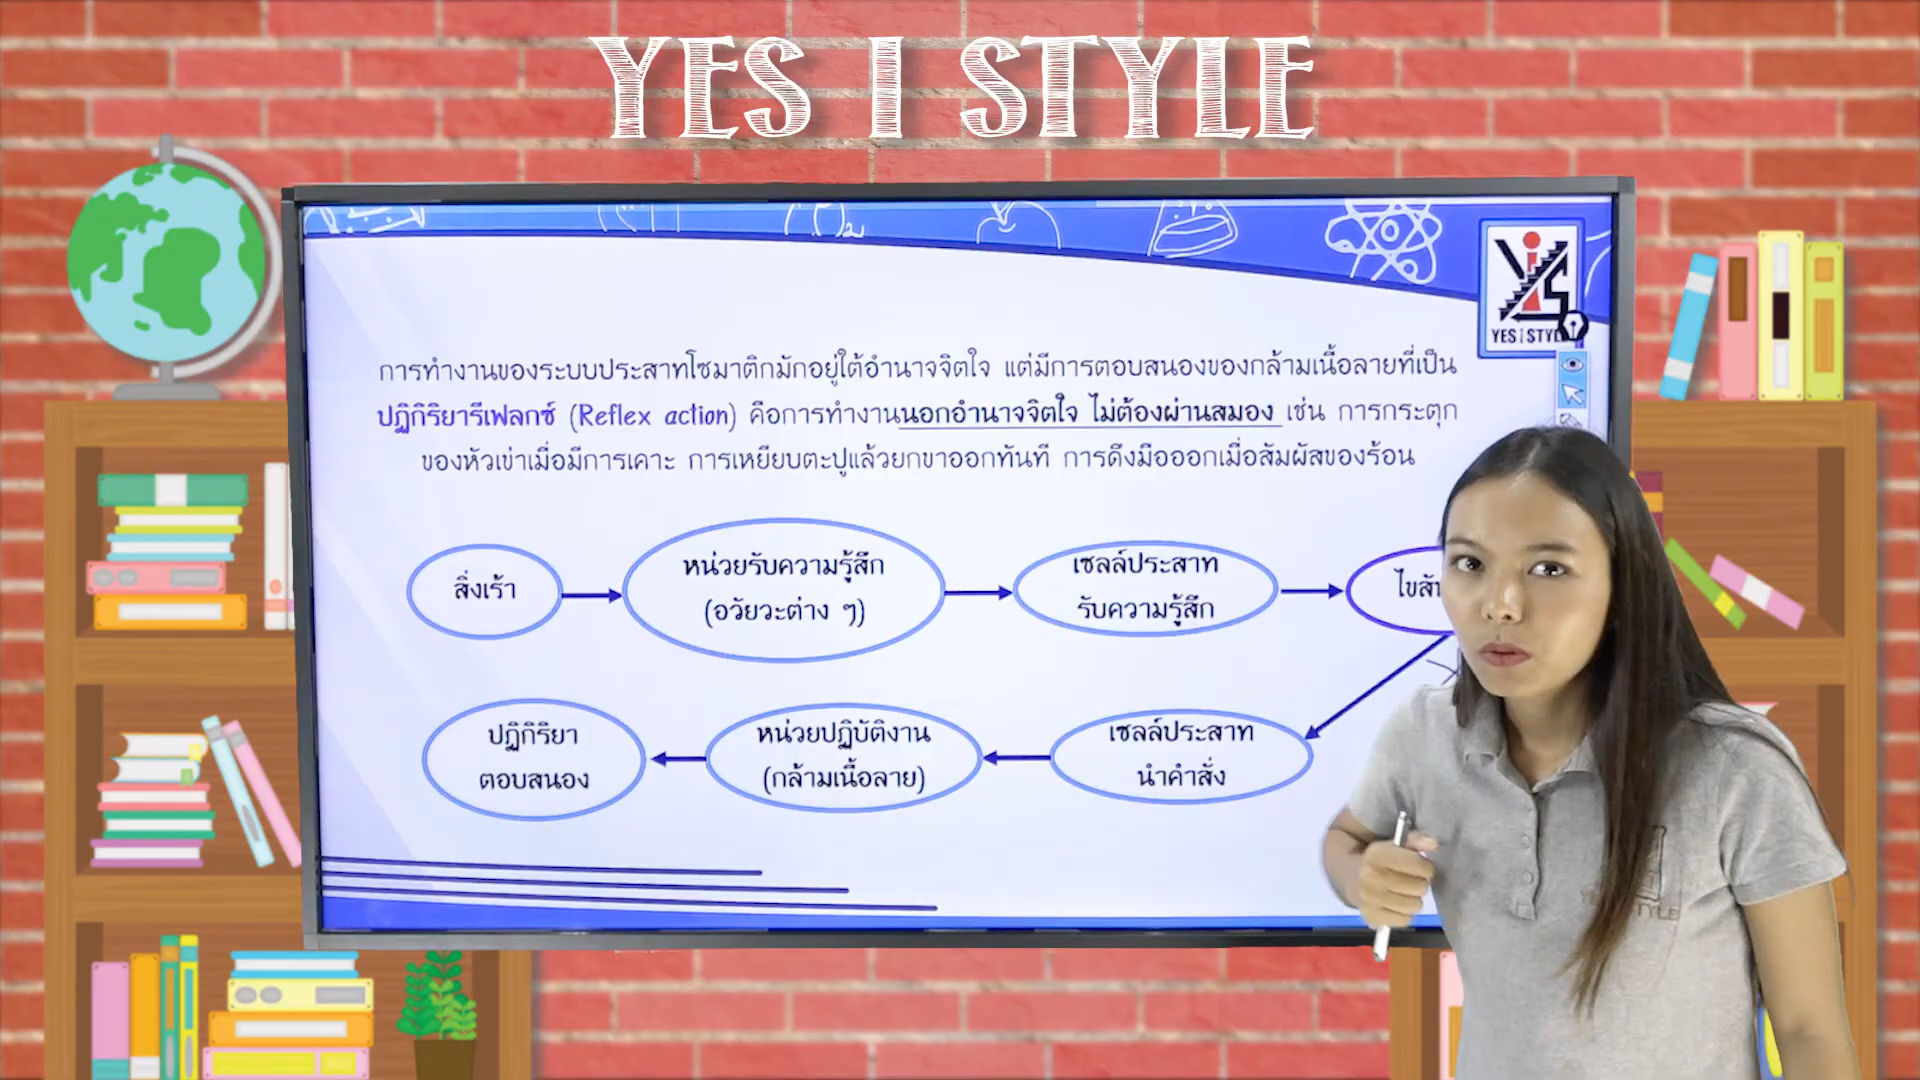 YES I STYLE
YES I STYLE
การทำงานของระบบประสาทโซมาติกมักอยู่ใต้อำนาจจิตใจ แต่มีการตอบสนองของกล้ามเนื้อลายที่เป็น
ปฏิกิริยารีเฟลกซ์ (Reflex action) คือการทำงานนอกอำนาจจิตใจ ไม่ต้องผ่านสมอง เช่น การกระตุก
ของหัวเข่าเมื่อมีการเคาะ การเหยียบตะปูแล้วยกขาออกทันที การดึงมือออกเมื่อสัมผัสของร้อน
สิ่งเร้า
หน่วยรับความรู้สึก
(อวัยวะต่าง ๆ)
เซลล์ประสาท
รับความรู้สึก
เซลล์ประสาท
นำคำสั่ง
หน่วยปฏิบัติงาน
(กล้ามเนื้อลาย)
ปฏิกิริยา
ตอบสนอง